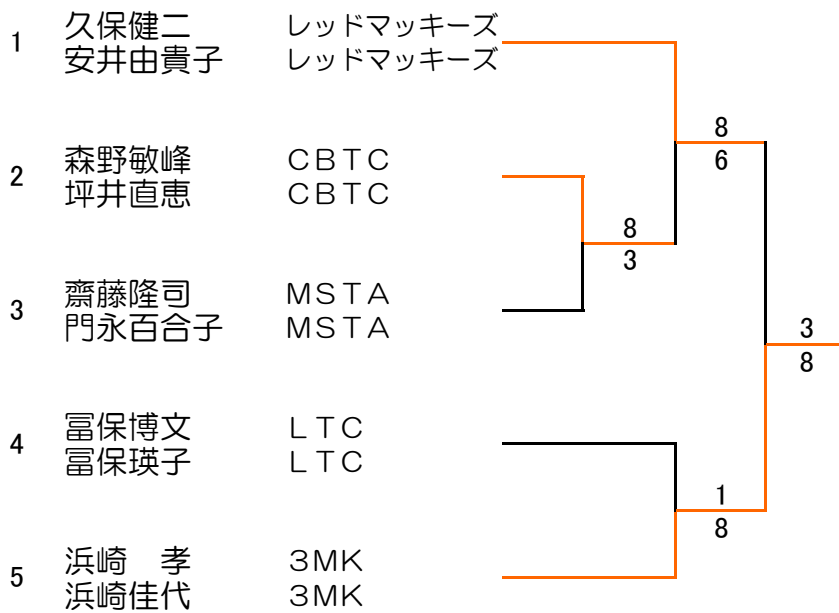 1 久保健二 レッドマッキーズ
安井由貴子 レッドマッキーズ
8
6
2 森野敏峰 ＣＢＴＣ
坪井直恵 ＣＢＴＣ
8
3
3 齋藤隆司 ＭＳＴＡ
門永百合子 ＭＳＴＡ
3
8
4 冨保博文 ＬＴＣ
冨保瑛子 ＬＴＣ
1
8
5 浜崎　孝 3MK
浜崎佳代 3MK